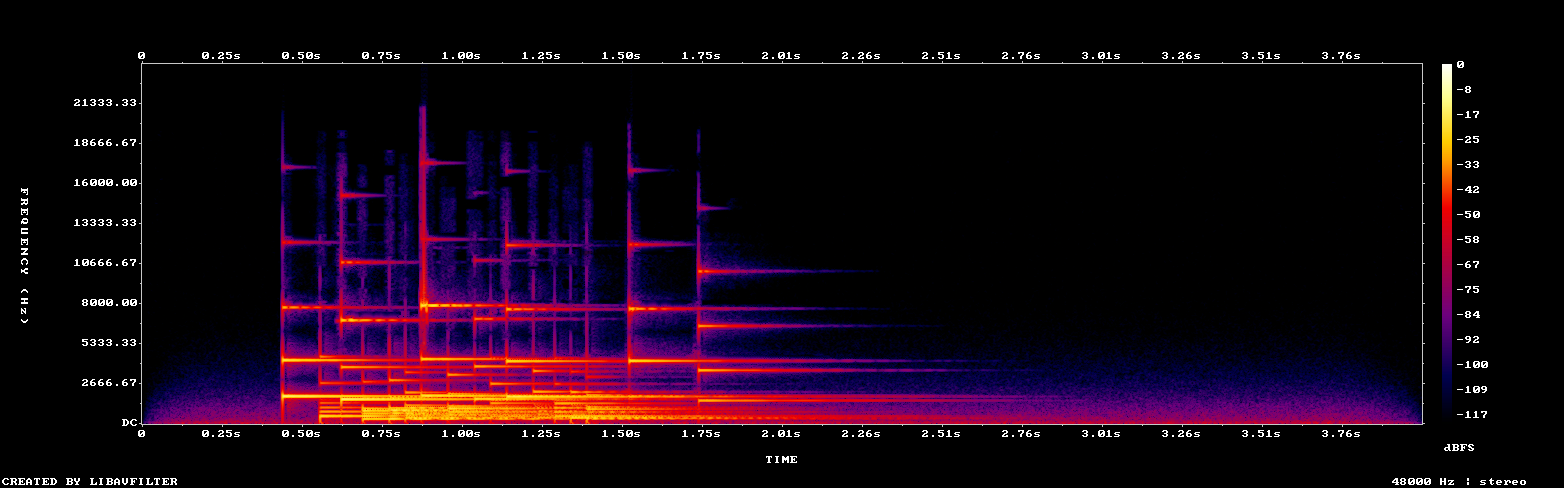 0 0.25s 0.50s 0.75s 1.00s 1.25s 1.50s 1.75s 2.01s 2.26s 2.51s 2.76s 3.01s 3.26s 3.51s 3.76s
0
-8
-17
-25
-33
-42
-50
-58
-67
-75
-84
-92
-100
-109
-117
dBFS
21333.33
18666.67
16000.00
13333.33
10666.67
8000.00
5333.33
2666.67
DC
FREQUENCY (Hz)
0 0.25s 0.50s 0.75s 1.00s 1.25s 1.50s 1.75s 2.01s 2.26s 2.51s 2.76s 3.01s 3.26s 3.51s 3.76s
TIME
CREATED BY LIBAVFILTER
48000 Hz | stereo